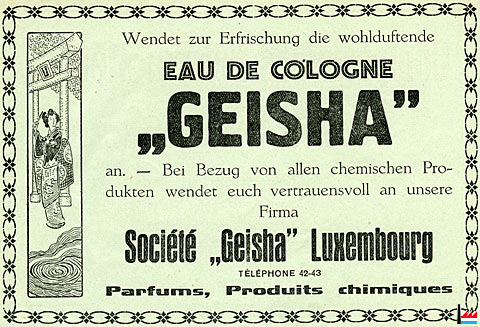 Wendet zur Erfrischung die wohlduftende
EAU DE COLOGNE
„GEISHA”
an. — Bei Bezug von allen chemischen Pro-
dukten wendet euch vertrauensvoll an unsere
Firma
Société „Geisha” Luxembourg
TÉLÉPHONE 42-43
Parfums, Produits chimiques